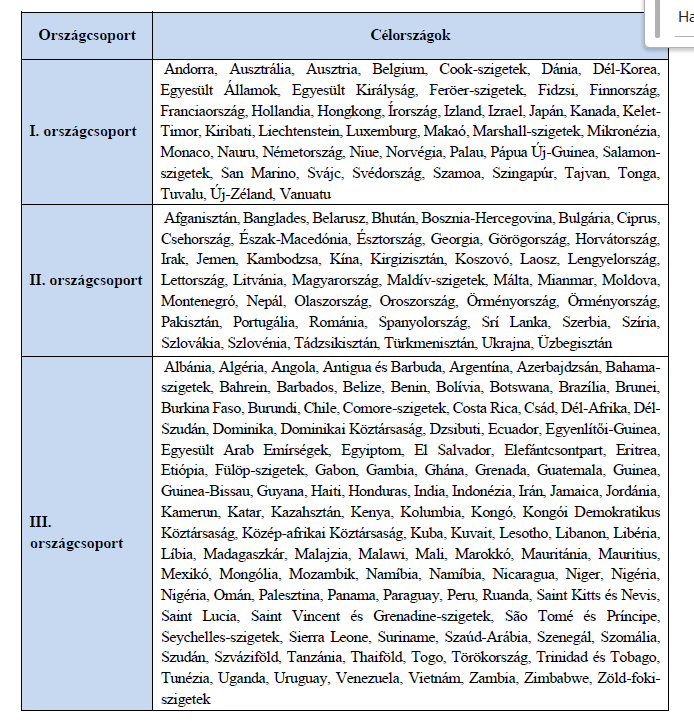 Ha
Országcsoport
Célországok
I. országcsoport
Andorra, Ausztrália, Ausztria, Belgium, Cook-szigetek, Dánia, Dél-Korea,
Egyesült Államok, Egyesült Királyság, Feröer-szigetek, Fidzsi, Finnország,
Franciaország, Hollandia, Hongkong, Írország, Izland, Izrael, Japán, Kanada, Kelet-
Timor, Kiribati, Liechtenstein, Luxemburg, Makaó, Marshall-szigetek, Mikronézia,
Monaco, Nauru, Németország, Niue, Norvégia, Palau, Pápua Új-Guinea, Salamon-
szigetek, San Marino, Svájc, Svédország, Szamoa, Szingapúr, Tajvan, Tonga,
Tuvalu, Új-Zéland, Vanuatu
II. országcsoport
Afganisztán, Banglades, Belarusz, Bhután, Bosznia-Hercegovina, Bulgária, Ciprus,
Csehország, Észak-Macedónia, Észtország, Georgia, Görögország, Horvátország,
Irak, Jemen, Kambodzsa, Kína, Kirgizisztán, Koszovó, Laosz, Lengyelország,
Lettország, Litvánia, Magyarország, Maldív-szigetek, Málta, Mianmar, Moldova,
Montenegró, Nepál, Olaszország, Oroszország, Örményország, Örményország,
Pakisztán, Portugália, Románia, Spanyolország, Srí Lanka, Szerbia, Szíria,
Szlovákia, Szlovénia, Tádzsikisztán, Türkmenisztán, Ukrajna, Üzbegisztán
III.
országcsoport
Albánia, Algéria, Angola, Antigua és Barbuda, Argentína, Azerbajdzsán, Bahama-
szigetek, Bahrein, Barbados, Belize, Benin, Bolívia, Botswana, Brazília, Brunei,
Burkina Faso, Burundi, Chile, Comore-szigetek, Costa Rica, Csád, Dél-Afrika, Dél-
Szudán, Dominika, Dominikai Köztársaság, Dzsibuti, Ecuador, Egyenlítői-Guinea,
Egyesült Arab Emírségek, Egyiptom, El Salvador, Elefántcsontpart, Eritrea,
Etiópia, Fülöp-szigetek, Gabon, Gambia, Ghána, Grenada, Guatemala, Guinea,
Guinea-Bissau, Guyana, Haiti, Honduras, India, Indonézia, Irán, Jamaica, Jordánia,
Kamerun, Katar, Kazahsztán, Kenya, Kolumbia, Kongó, Kongói Demokratikus
Köztársaság, Közép-afrikai Köztársaság, Kuba, Kuvait, Lesotho, Libanon, Libéria,
Líbia, Madagaszkár, Malajzia, Malawi, Mali, Marokkó, Mauritánia, Mauritius,
Mexikó, Mongólia, Mozambik, Namíbia, Namíbia, Nicaragua, Niger, Nigéria,
Nigéria, Omán, Palesztina, Panama, Paraguay, Peru, Ruanda, Saint Kitts és Nevis,
Saint Lucia, Saint Vincent és Grenadine-szigetek, São Tomé és Príncipe,
Seychelles-szigetek, Sierra Leone, Suriname, Szaúd-Arábia, Szenegál, Szomália,
Szudán, Szváziföld, Tanzánia, Thaiföld, Togo, Törökország, Trinidad és Tobago,
Tunézia, Uganda, Uruguay, Venezuela, Vietnám, Zambia, Zimbabwe, Zöld-foki-
szigetek